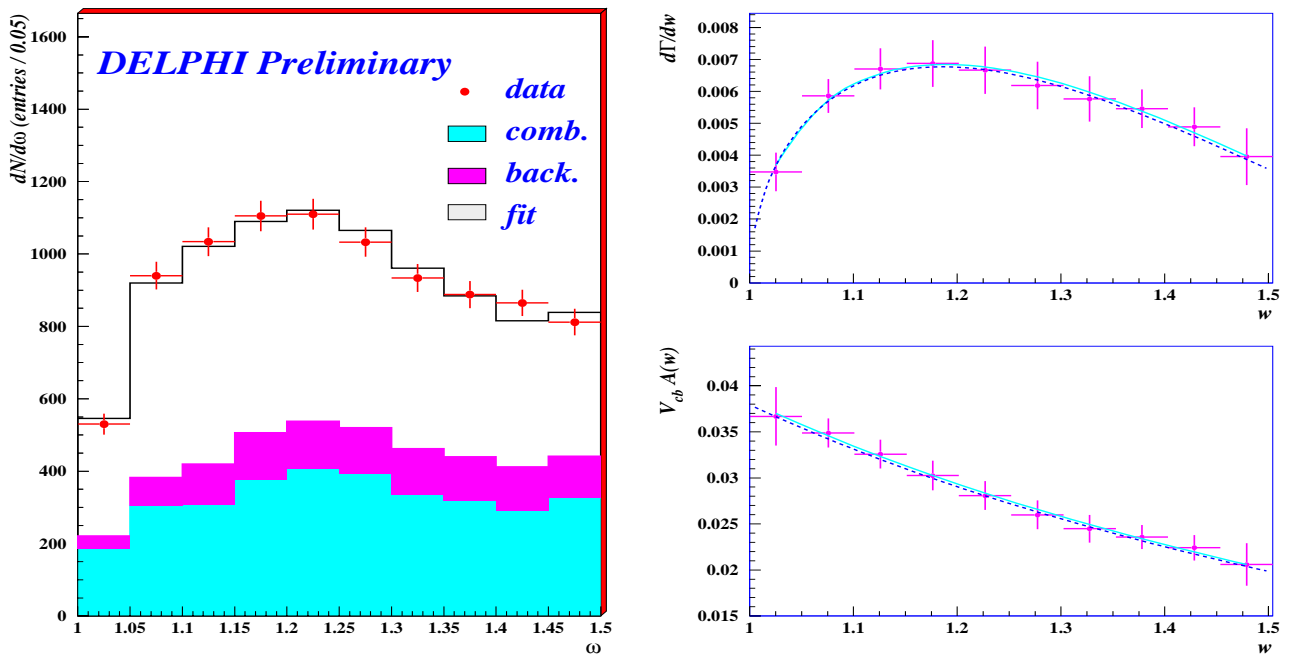 dN/dω (entries / 0.05)
1600
1400
1200
1000
800
600
400
200
0
DELPHI Preliminary
data
comb.
back.
fit
1 1.05 1.1 1.15 1.2 1.25 1.3 1.35 1.4 1.45 1.5
ω
dΓ/dw
0.008
0.007
0.006
0.005
0.004
0.003
0.002
0.001
0
1 1.1 1.2 1.3 1.4 1.5
w
V_cb A(w)
0.04
0.035
0.03
0.025
0.02
0.015
1 1.1 1.2 1.3 1.4 1.5
w